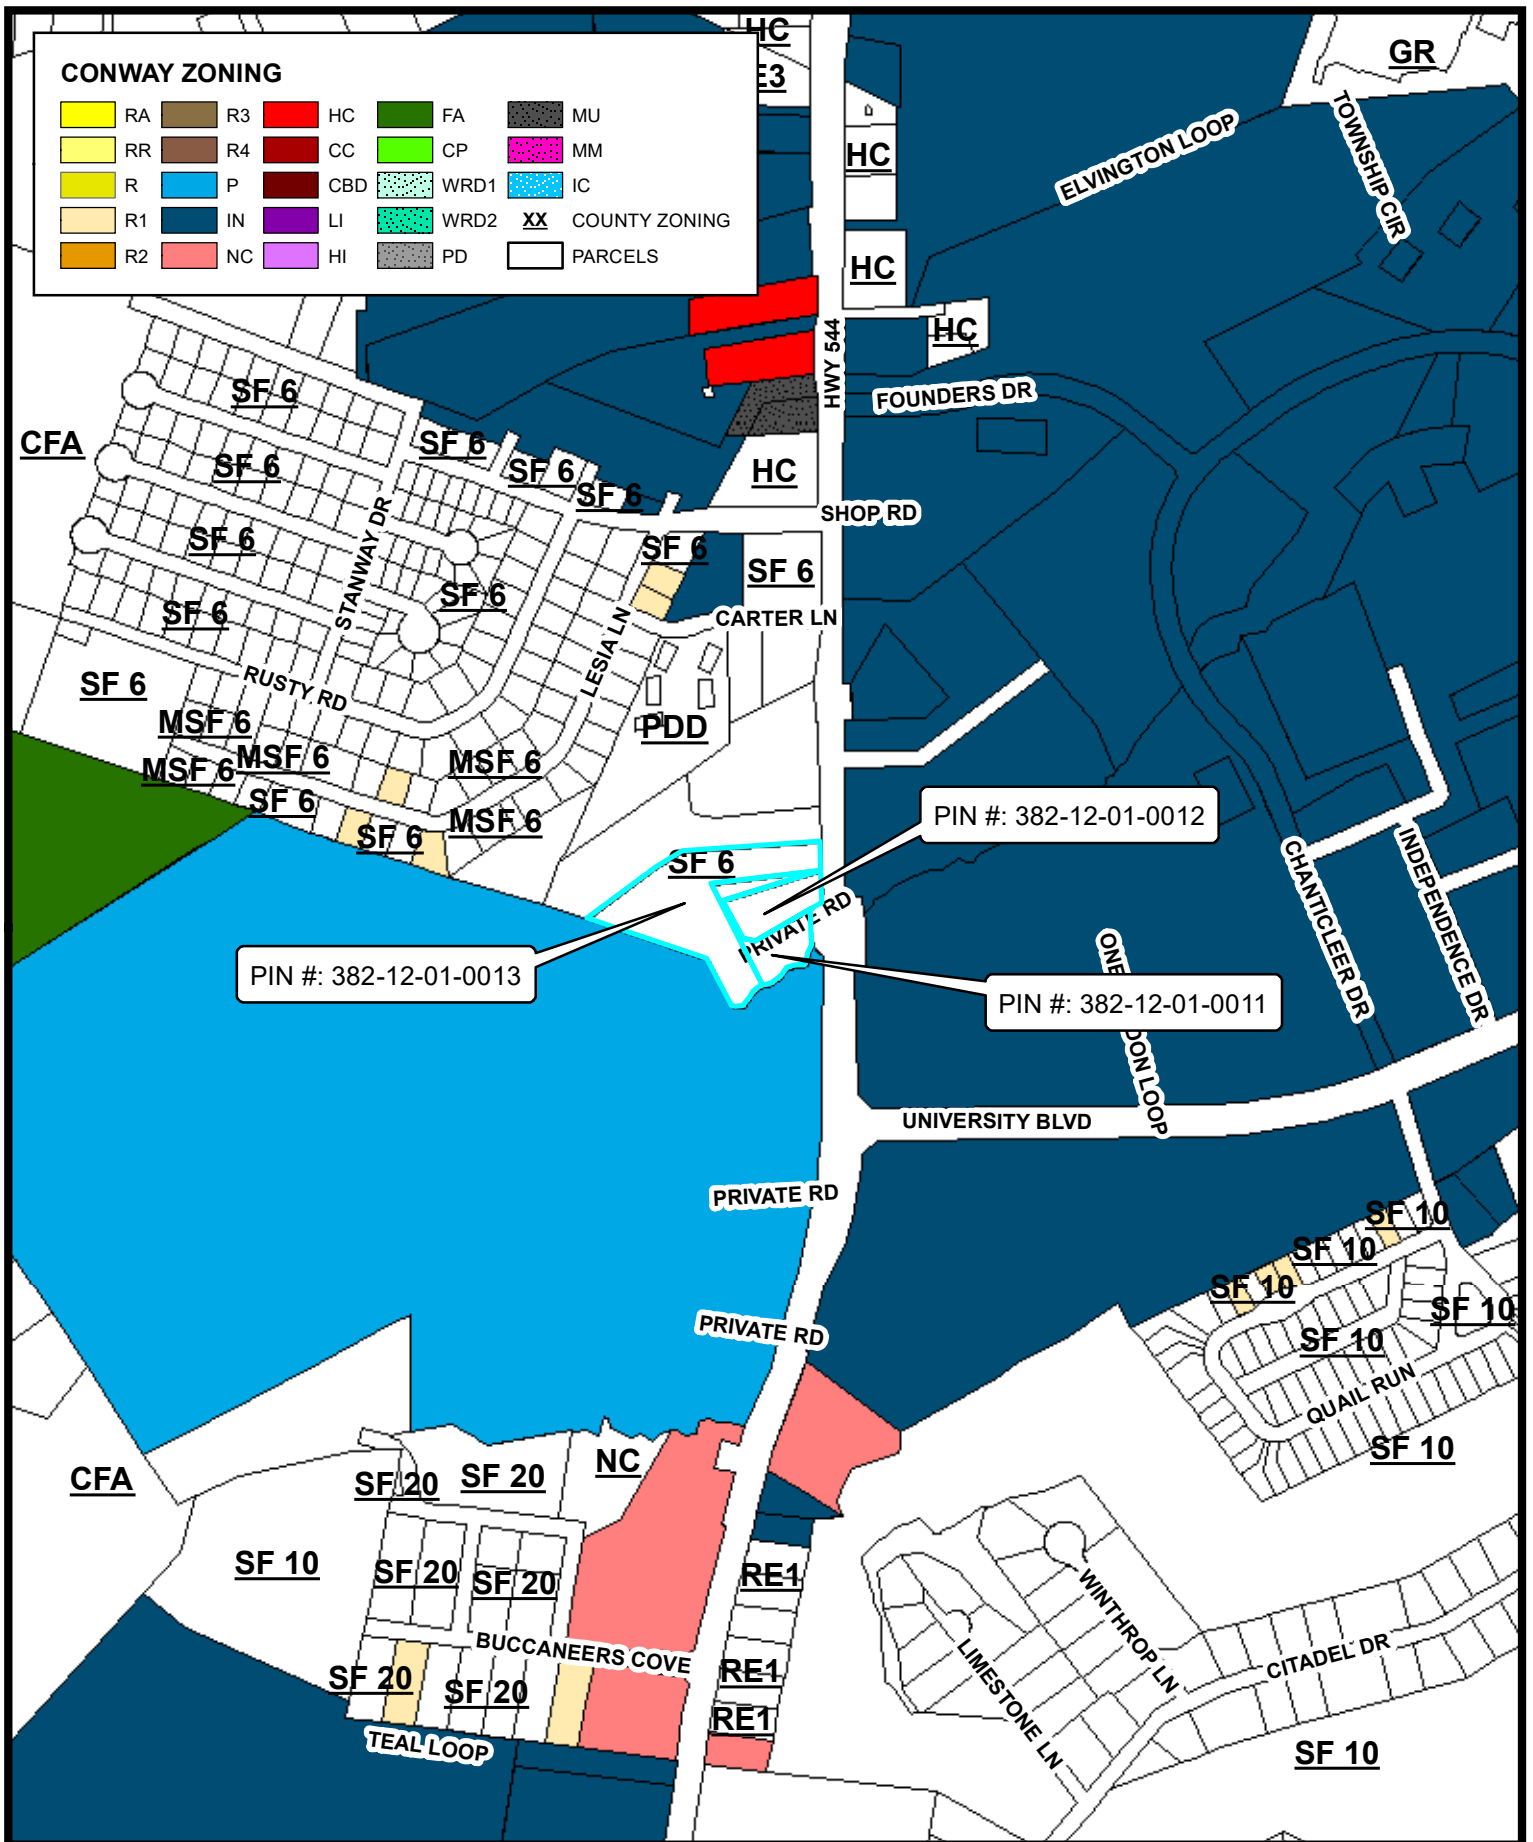 HC
E3
GR
CONWAY ZONING
RA
R3
HC
FA
MU
RR
R4
CC
CP
MM
R
P
CBD
WRD1
IC
R1
IN
LI
WRD2
XX
COUNTY ZONING
R2
NC
HI
PD
PARCELS
HC
ELVINGTON LOOP
TOWNSHIP CIR
HC
HC
HWY 544
FOUNDERS DR
SF 6
CFA
SF 6
SF 6
SF 6
SF 6
HC
SHOP RD
STANWAY DR
SF 6
SF 6
SF 6
SF 6
SF 6
CARTER LN
LESIA LN
SF 6
RUSTY RD
MSF 6
PDD
MSF 6
MSF 6
MSF 6
SF 6
MSF 6
SF 6
PIN #: 382-12-01-0012
SF 6
PRIVATE RD
CHANTICLEER DR
INDEPENDENCE DR
PIN #: 382-12-01-0013
PIN #: 382-12-01-0011
ONE
DON LOOP
UNIVERSITY BLVD
PRIVATE RD
SF 10
SF 10
SF 10
SF 10
PRIVATE RD
SF 10
QUAIL RUN
SF 10
CFA
SF 20
SF 20
NC
SF 10
SF 20
SF 20
RE1
WINTHROP LN
BUCCANEERS COVE
LIMESTONE LN
CITADEL DR
SF 20
SF 20
RE1
RE1
TEAL LOOP
SF 10